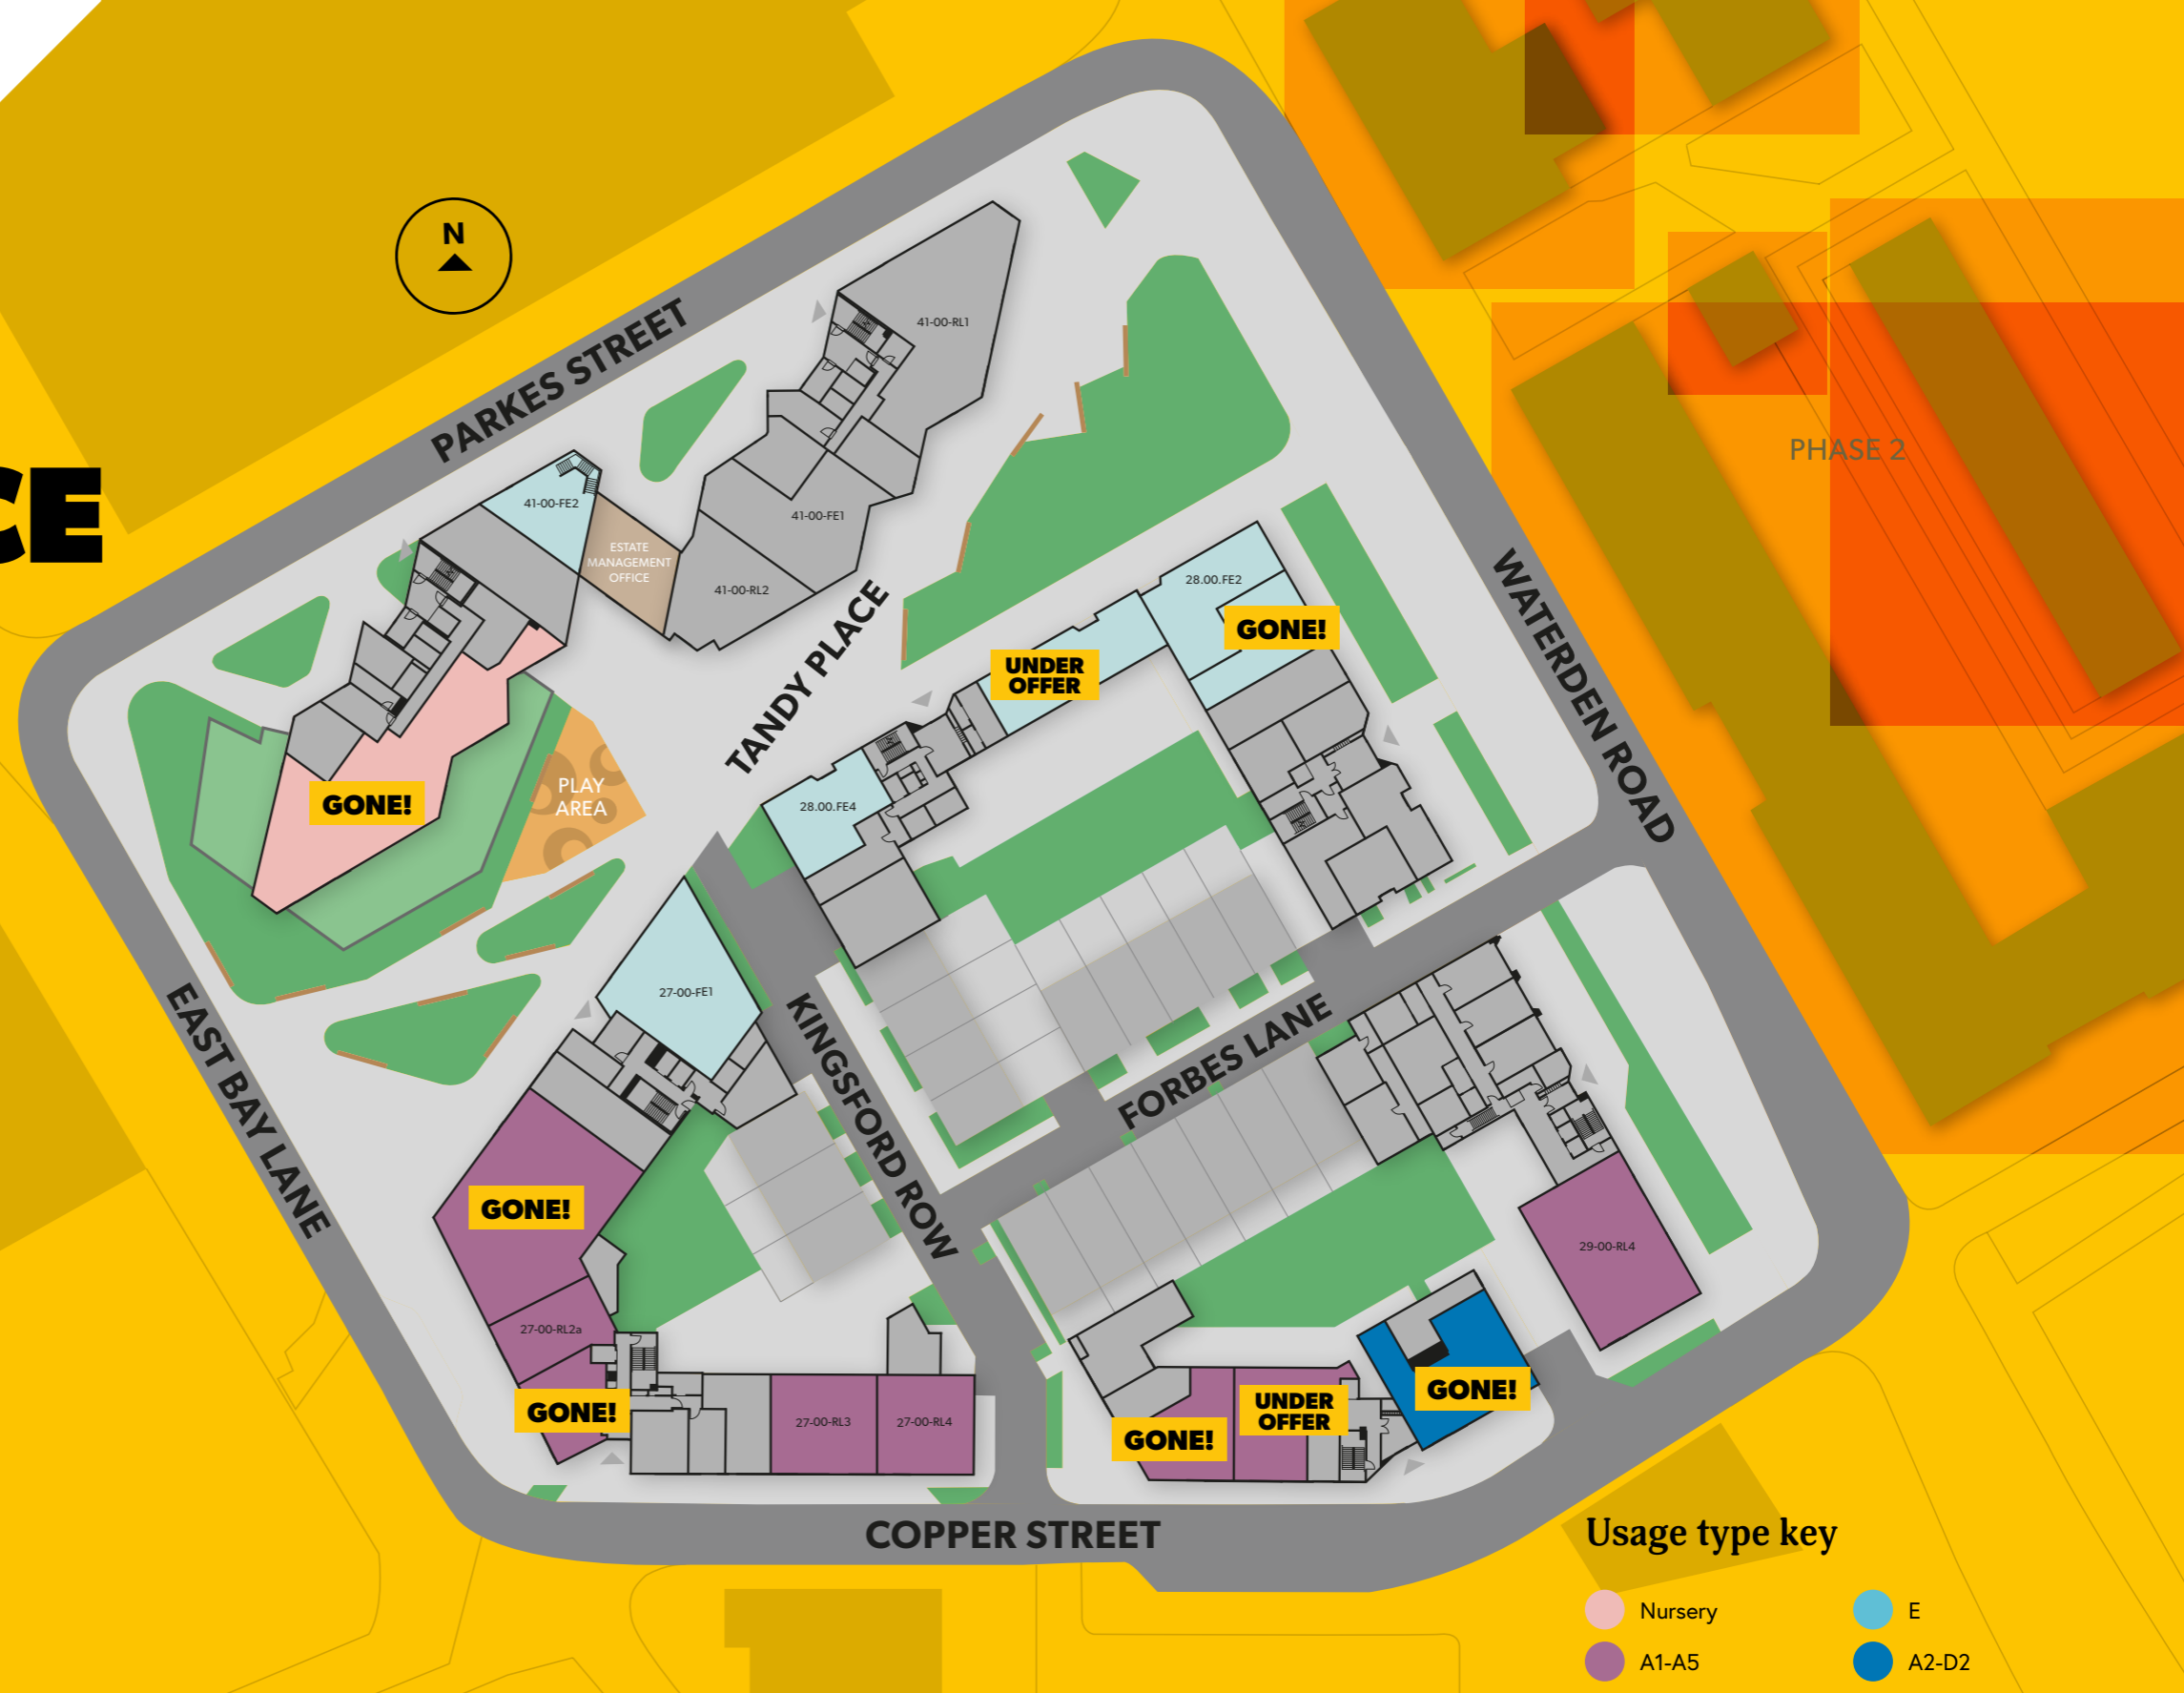 CE
N
PARKES STREET
41-00-RL1
41-00-FE2
41-00-FE1
ESTATE
MANAGEMENT
OFFICE
41-00-RL2
PHASE 2
TANDY PLACE
28.00.FE2
GONE!
UNDER
OFFER
WATERDEN ROAD
GONE!
PLAY
AREA
28.00.FE4
27-00-FE1
EAST BAY LANE
KINGSFORD ROW
FORBES LANE
GONE!
29-00-RL4
27-00-RL2a
GONE!
27-00-RL3
27-00-RL4
GONE!
UNDER
OFFER
GONE!
COPPER STREET
Usage type key
Nursery
E
A1-A5
A2-D2